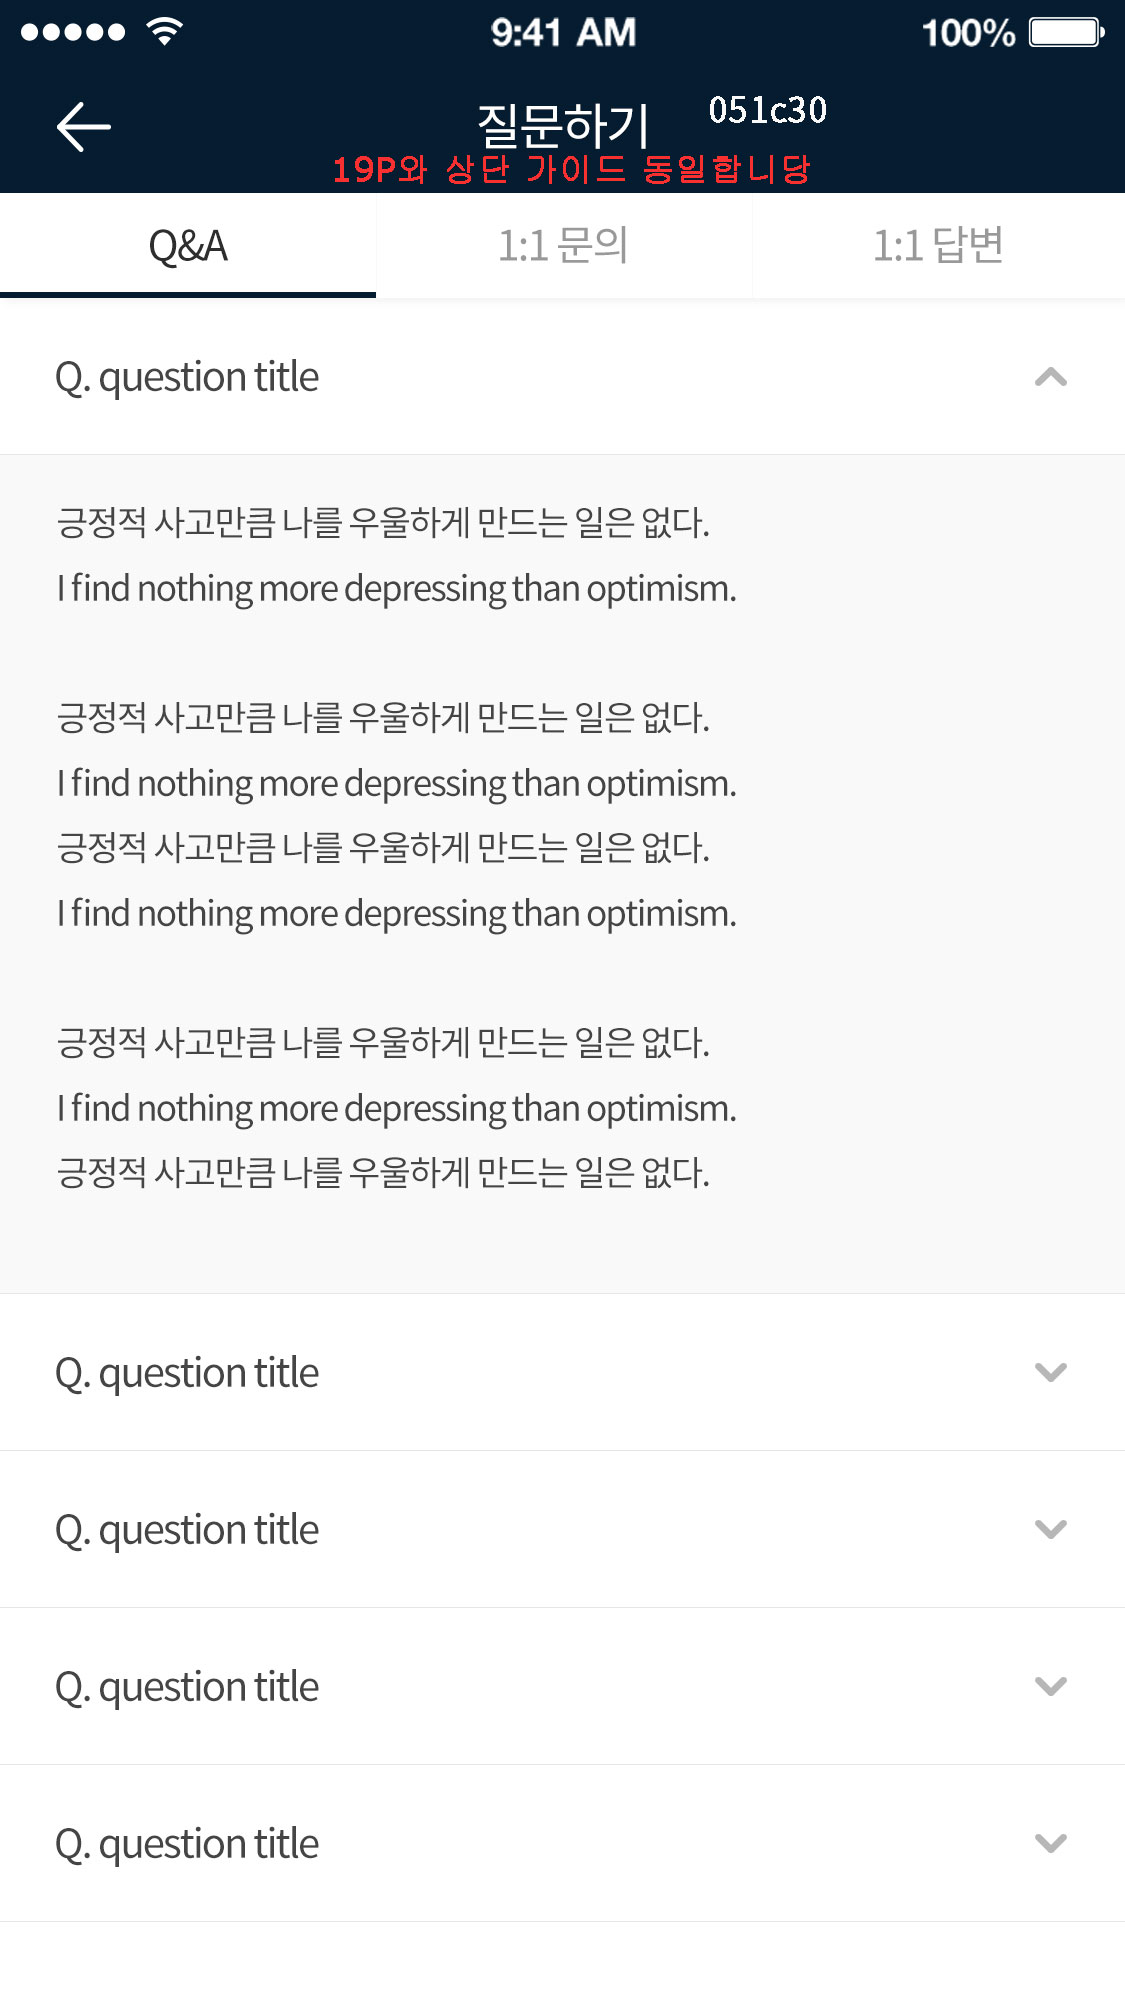 9:41 AM 100%
질문하기 051c30
19P와 상단 가이드 동일합니당
Q&A 1:1 문의 1:1 답변
Q. question title
긍정적 사고만큼 나를 우울하게 만드는 일은 없다.
I find nothing more depressing than optimism.
긍정적 사고만큼 나를 우울하게 만드는 일은 없다.
I find nothing more depressing than optimism.
긍정적 사고만큼 나를 우울하게 만드는 일은 없다.
I find nothing more depressing than optimism.
긍정적 사고만큼 나를 우울하게 만드는 일은 없다.
I find nothing more depressing than optimism.
긍정적 사고만큼 나를 우울하게 만드는 일은 없다.
Q. question title
Q. question title
Q. question title
Q. question title